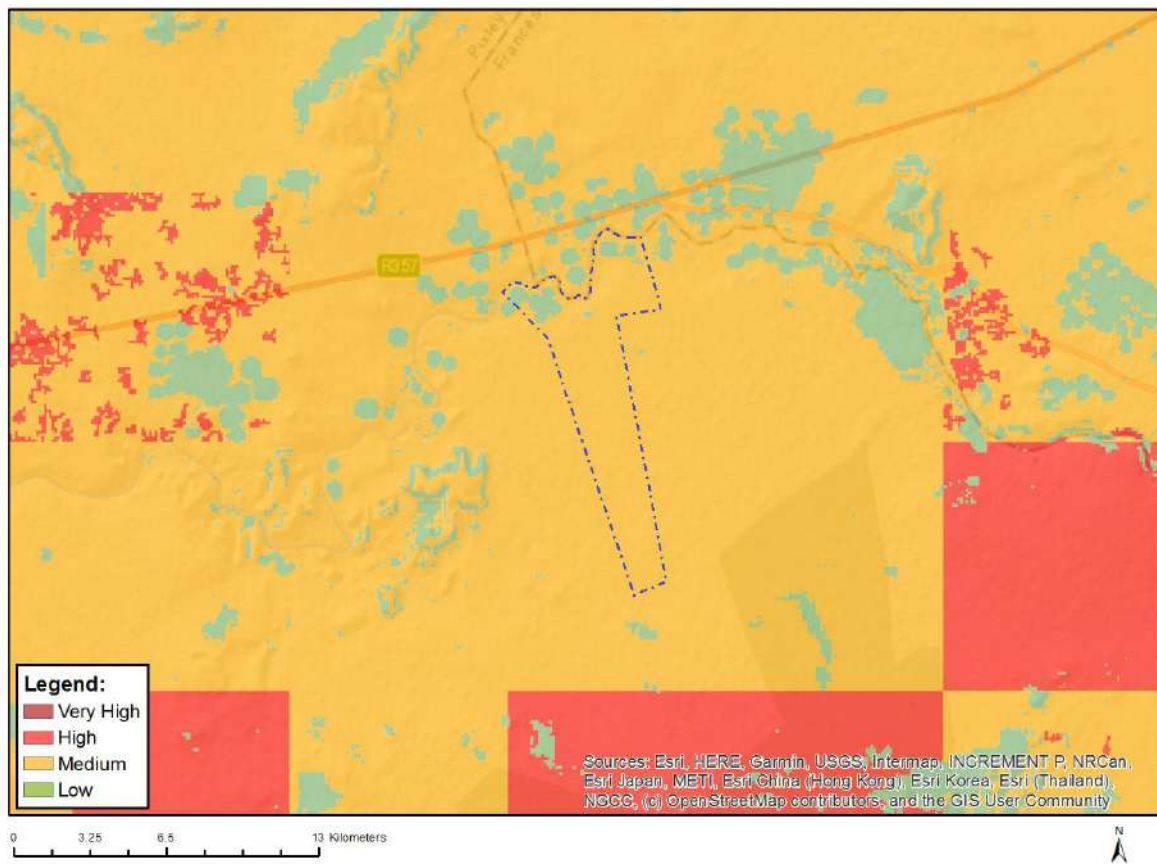 Pixley
Frances
R357
Legend:
Very High
High
Medium
Low
Sources: Esri, HERE, Garmin, USGS, Intermap, INCREMENT P, NRCan,
Esri Japan, METI, Esri China (Hong Kong), Esri Korea, Esri (Thailand),
NGCC, (c) OpenStreetMap contributors, and the GIS User Community
0 3.25 6.5 13 Kilometers
N